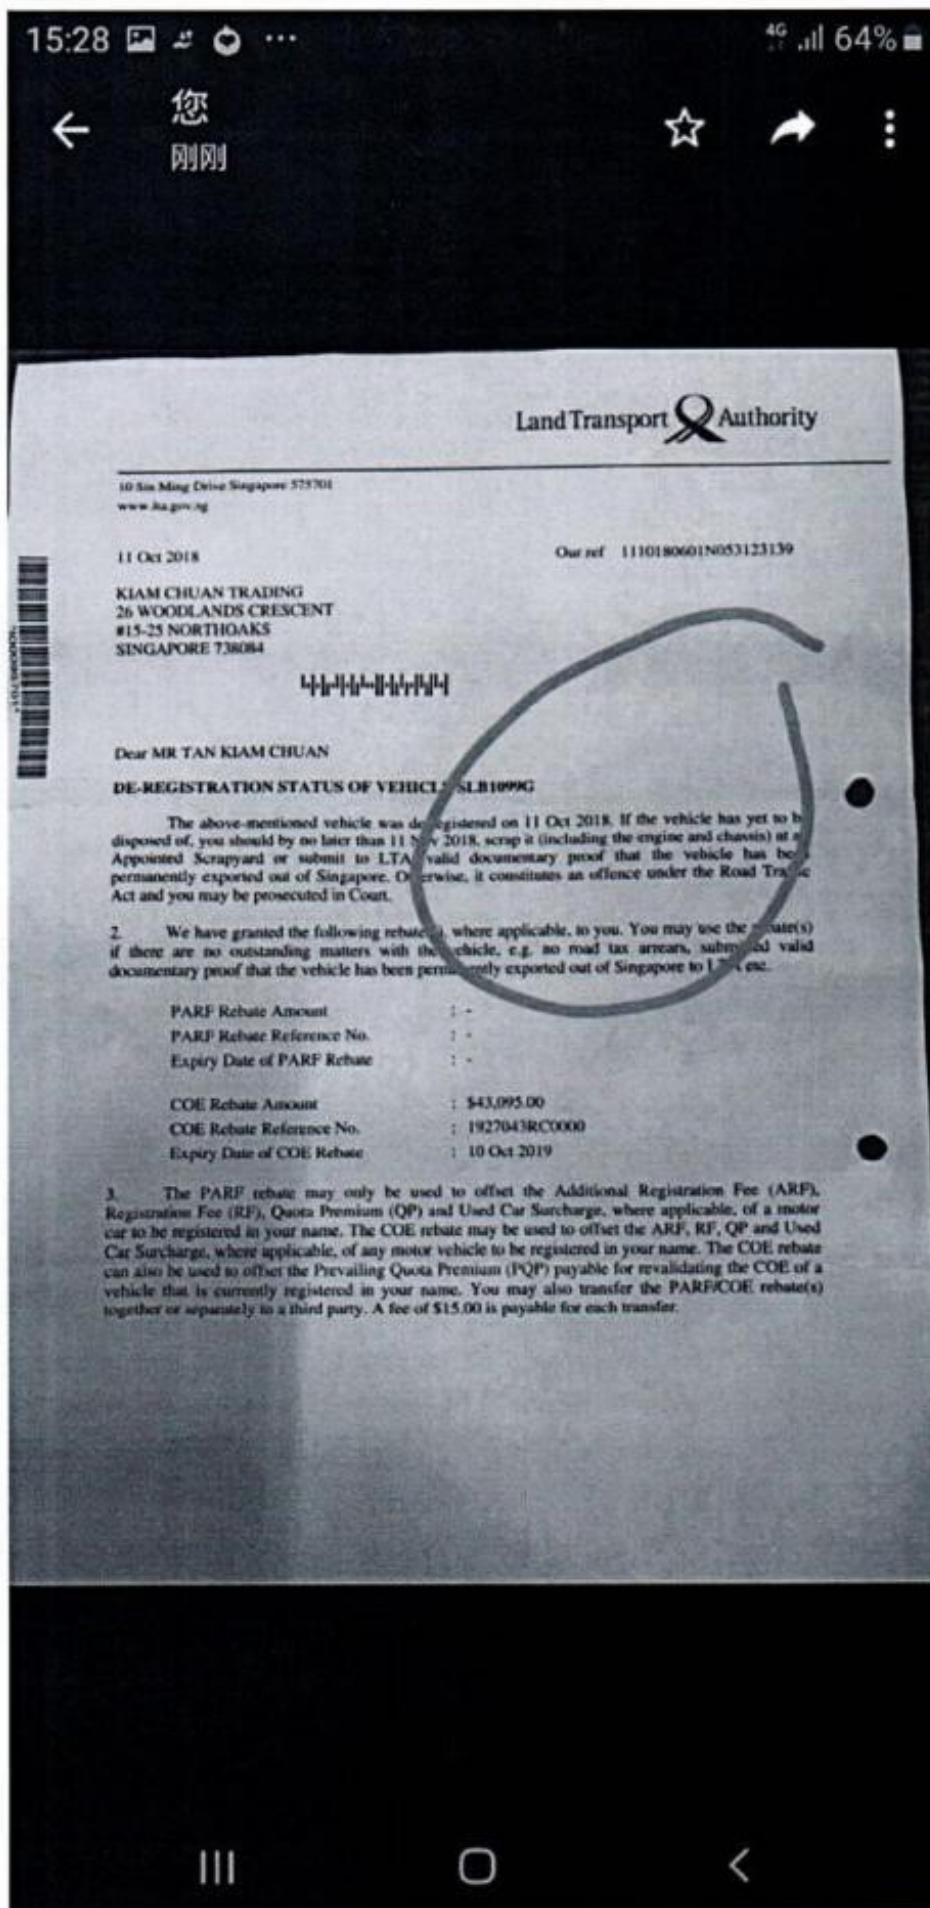 15:28 ... 4G 64%
您
刚刚
Land Transport Authority
10 Sin Ming Drive Singapore 575701
www.lta.gov.sg
11 Oct 2018 Our ref 1110180601N053123139
KIAM CHUAN TRADING
26 WOODLANDS CRESCENT
#15-25 NORTHOAKS
SINGAPORE 738084
Dear MR TAN KIAM CHUAN
DE-REGISTRATION STATUS OF VEHICLE SLB1099G
The above-mentioned vehicle was deregistered on 11 Oct 2018. If the vehicle has yet to be
disposed of, you should by no later than 11 Nov 2018, scrap it (including the engine and chassis) at
Appointed Scrapyard or submit to LTA valid documentary proof that the vehicle has been
permanently exported out of Singapore. Otherwise, it constitutes an offence under the Road Traffic
Act and you may be prosecuted in Court.
2. We have granted the following rebate(s), where applicable, to you. You may use the rebate(s)
if there are no outstanding matters with the vehicle, e.g. no road tax arrears, submitted valid
documentary proof that the vehicle has been permanently exported out of Singapore to LTA etc.
PARF Rebate Amount : -
PARF Rebate Reference No. : -
Expiry Date of PARF Rebate : -
COE Rebate Amount : $43,095.00
COE Rebate Reference No. : 1927043RC0000
Expiry Date of COE Rebate : 10 Oct 2019
3. The PARF rebate may only be used to offset the Additional Registration Fee (ARF),
Registration Fee (RF), Quota Premium (QP) and Used Car Surcharge, where applicable, of a motor
car to be registered in your name. The COE rebate may be used to offset the ARF, RF, QP and Used
Car Surcharge, where applicable, of any motor vehicle to be registered in your name. The COE rebate
can also be used to offset the Prevailing Quota Premium (PQP) payable for revalidating the COE of a
vehicle that is currently registered in your name. You may also transfer the PARF/COE rebate(s)
together or separately to a third party. A fee of $15.00 is payable for each transfer.